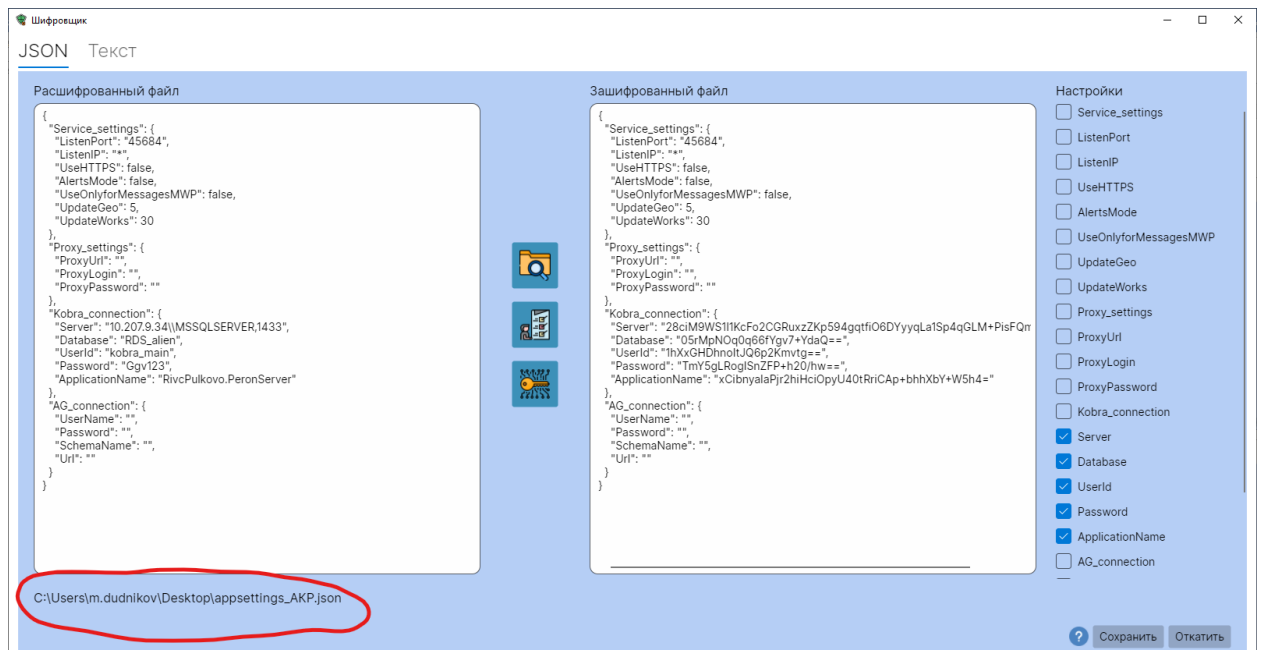 Шифровщик
JSON Текст
Расшифрованный файл
{
"Service_settings": {
"ListenPort": "45684",
"ListenIP": "*",
"UseHTTPS": false,
"AlertsMode": false,
"UseOnlyforMessagesMWP": false,
"UpdateGeo": 5,
"UpdateWorks": 30
},
"Proxy_settings": {
"ProxyUrl": "",
"ProxyLogin": "",
"ProxyPassword": ""
},
"Kobra_connection": {
"Server": "10.207.9.34\\MSSQLSERVER,1433",
"Database": "RDS_alien",
"UserId": "kobra_main",
"Password": "Ggv123",
"ApplicationName": "RivcPulkovo.PeronServer"
},
"AG_connection": {
"UserName": "",
"Password": "",
"SchemaName": "",
"Url": ""
}
}
Зашифрованный файл
{
"Service_settings": {
"ListenPort": "45684",
"ListenIP": "*",
"UseHTTPS": false,
"AlertsMode": false,
"UseOnlyforMessagesMWP": false,
"UpdateGeo": 5,
"UpdateWorks": 30
},
"Proxy_settings": {
"ProxyUrl": "",
"ProxyLogin": "",
"ProxyPassword": ""
},
"Kobra_connection": {
"Server": "28ciM9WS1I1KcFo2CGRuxzZKp594gqtfiO6DYyyqLa1Sp4qGLM+PisFQm
"Database": "05rMpNOq0q66fYgv7+YdaQ==",
"UserId": "1hXxGHDhnoItJQ6p2Kmvtg==",
"Password": "TmY5gLRogISnZFP+h20/hw==",
"ApplicationName": "xCibnyalaPjr2hiHciOpyU40tRriCAp+bhhXbY+W5h4="
},
"AG_connection": {
"UserName": "",
"Password": "",
"SchemaName": "",
"Url": ""
}
}
Настройки
Service_settings
ListenPort
ListenIP
UseHTTPS
AlertsMode
UseOnlyforMessagesMWP
UpdateGeo
UpdateWorks
Proxy_settings
ProxyUrl
ProxyLogin
ProxyPassword
Kobra_connection
Server
Database
UserId
Password
ApplicationName
AG_connection
C:\Users\m.dudnikov\Desktop\appsettings_AKP.json
? Сохранить Откатить